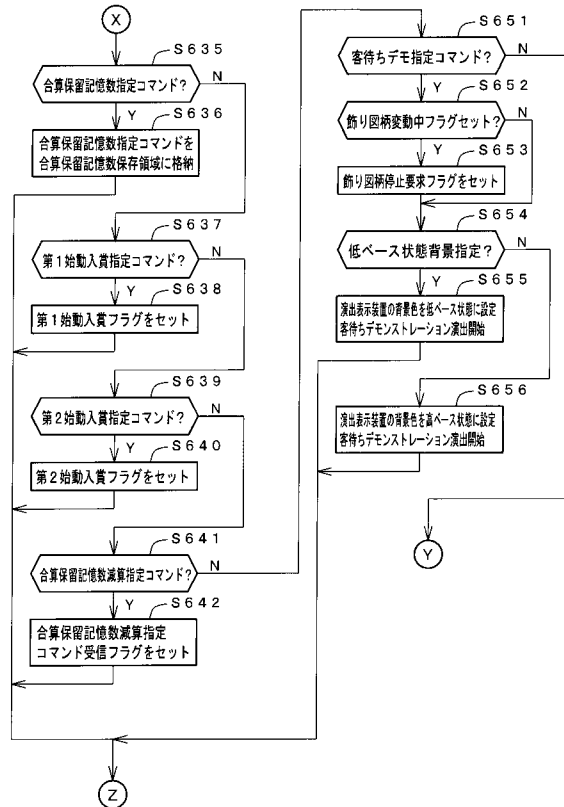 X
S635
合算保留記憶数指定コマンド?
N
Y
S636
合算保留記憶数指定コマンドを
合算保留記憶数保存領域に格納
S637
第1始動入賞指定コマンド?
N
Y
S638
第1始動入賞フラグをセット
S639
第2始動入賞指定コマンド?
N
Y
S640
第2始動入賞フラグをセット
S641
合算保留記憶数減算指定コマンド?
N
Y
S642
合算保留記憶数減算指定
コマンド受信フラグをセット
Z
S651
客待ちデモ指定コマンド?
N
Y
S652
飾り図柄変動中フラグセット?
N
Y
S653
飾り図柄停止要求フラグをセット
S654
低ベース状態背景指定?
N
Y
S655
演出表示装置の背景色を低ベース状態に設定
客待ちデモンストレーション演出開始
S656
演出表示装置の背景色を高ベース状態に設定
客待ちデモンストレーション演出開始
Y